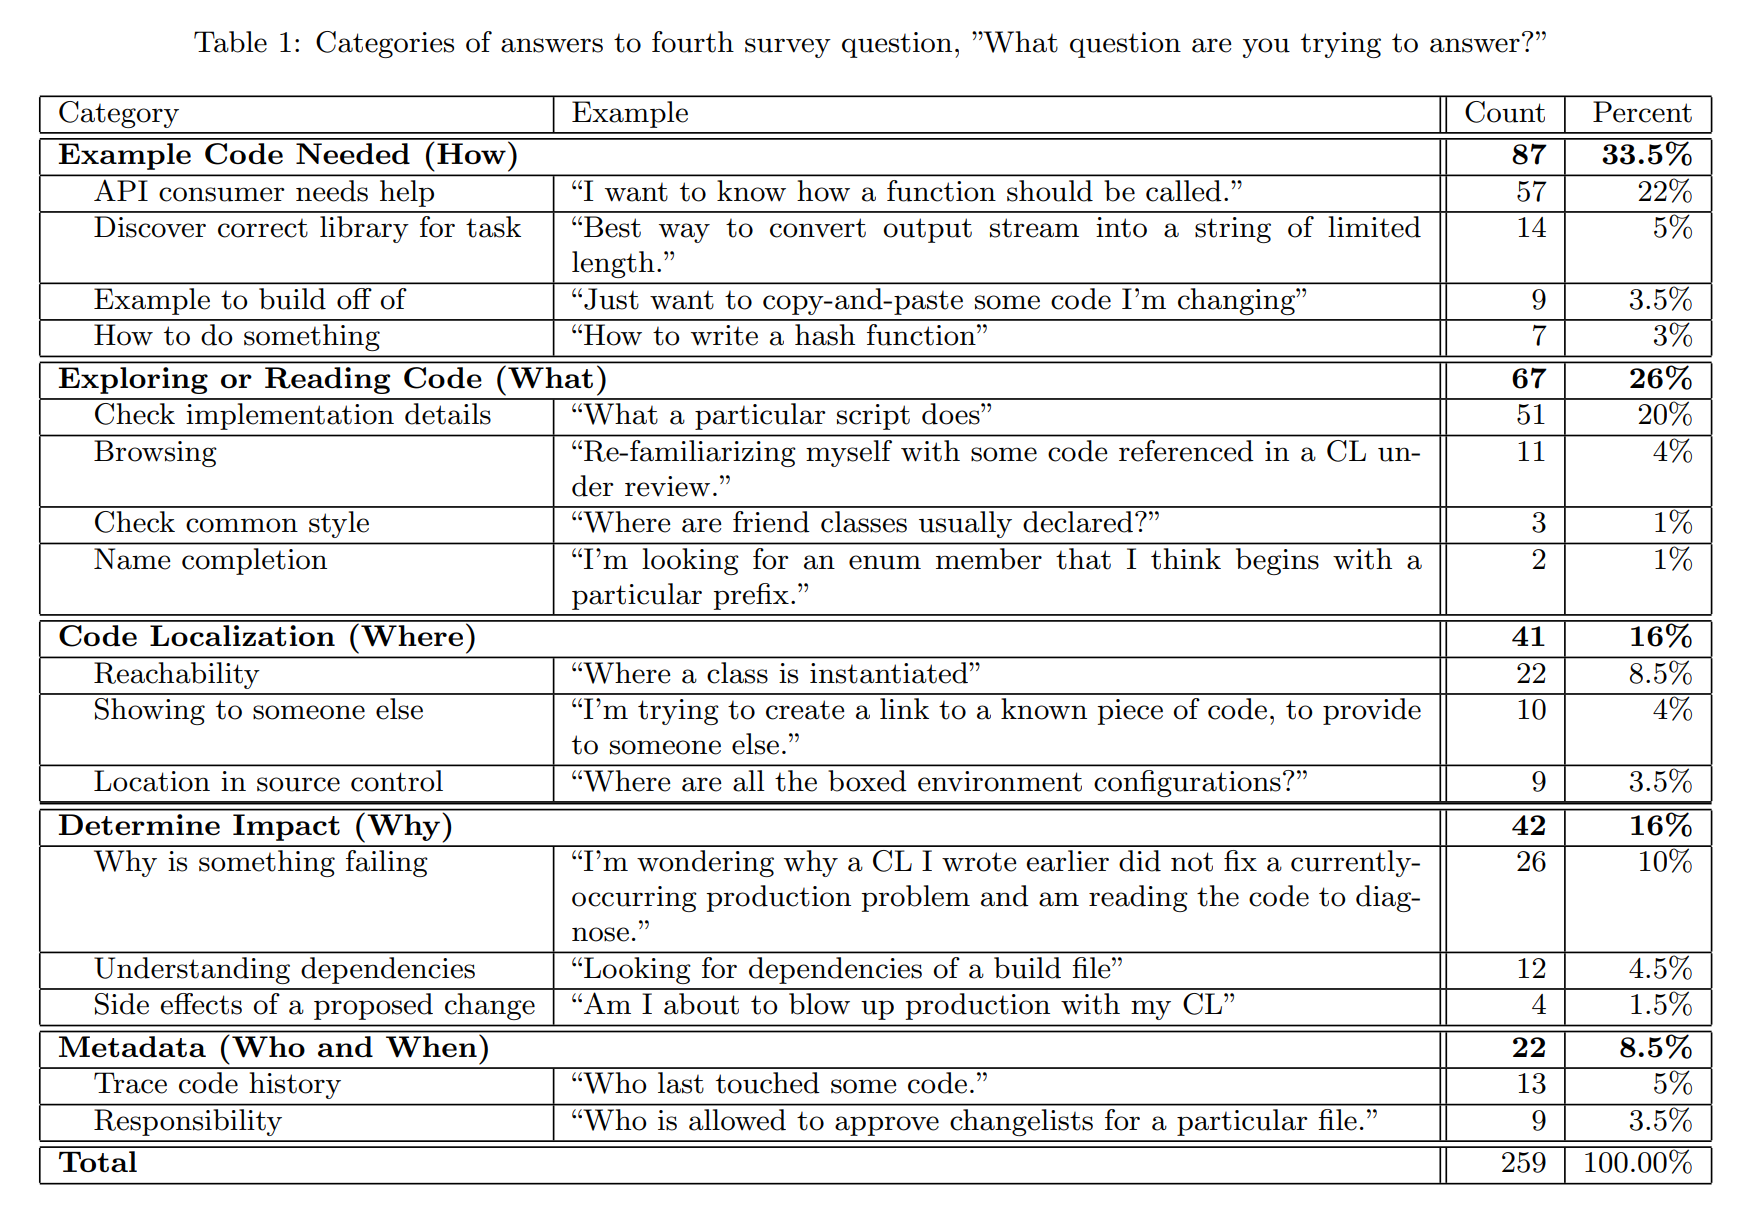 Table 1: Categories of answers to fourth survey question, ”What question are you trying to answer?”
Category Example Count Percent
Example Code Needed (How) 87 33.5%
API consumer needs help “I want to know how a function should be called.” 57 22%
Discover correct library for task “Best way to convert output stream into a string of limited 14 5%
length.”
Example to build off of “Just want to copy-and-paste some code I’m changing” 9 3.5%
How to do something “How to write a hash function” 7 3%
Exploring or Reading Code (What) 67 26%
Check implementation details “What a particular script does” 51 20%
Browsing “Re-familiarizing myself with some code referenced in a CL un- 11 4%
der review.”
Check common style “Where are friend classes usually declared?” 3 1%
Name completion “I’m looking for an enum member that I think begins with a 2 1%
particular prefix.”
Code Localization (Where) 41 16%
Reachability “Where a class is instantiated” 22 8.5%
Showing to someone else “I’m trying to create a link to a known piece of code, to provide 10 4%
to someone else.”
Location in source control “Where are all the boxed environment configurations?” 9 3.5%
Determine Impact (Why) 42 16%
Why is something failing “I’m wondering why a CL I wrote earlier did not fix a currently- 26 10%
occurring production problem and am reading the code to diag-
nose.”
Understanding dependencies “Looking for dependencies of a build file” 12 4.5%
Side effects of a proposed change “Am I about to blow up production with my CL” 4 1.5%
Metadata (Who and When) 22 8.5%
Trace code history “Who last touched some code.” 13 5%
Responsibility “Who is allowed to approve changelists for a particular file.” 9 3.5%
Total 259 100.00%